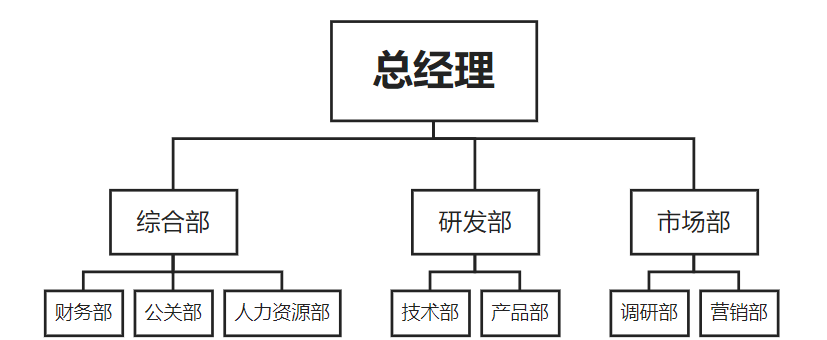 总经理
综合部
研发部
市场部
财务部
公关部
人力资源部
技术部
产品部
调研部
营销部